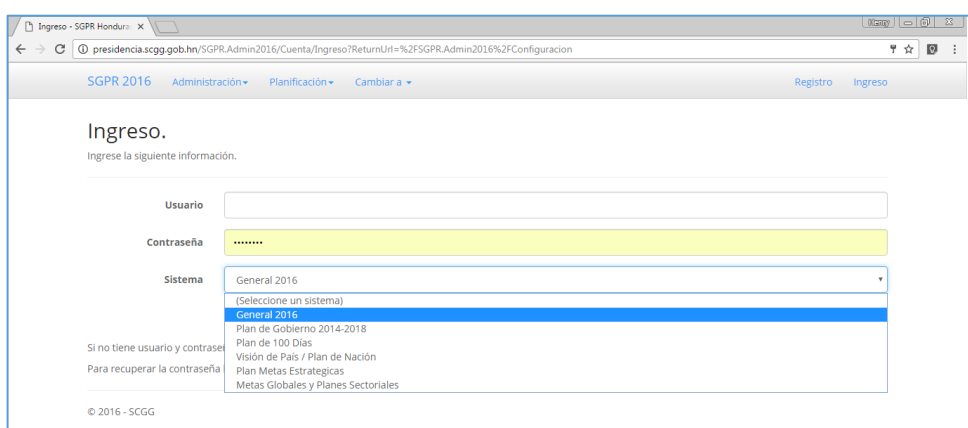 Ingreso - SGPR Hondura
Henry
presidencia.scgg.gob.hn/SGPR.Admin2016/Cuenta/Ingreso?ReturnUrl=%2FSGPR.Admin2016%2FConfiguracion
SGPR 2016 Administración Planificación Cambiar a Registro Ingreso
Ingreso.
Ingrese la siguiente información.
Usuario
Contraseña ········
Sistema General 2016
(Seleccione un sistema)
General 2016
Plan de Gobierno 2014-2018
Plan de 100 Días
Si no tiene usuario y contrase
Visión de País / Plan de Nación
Para recuperar la contraseña
Plan Metas Estrategicas
Metas Globales y Planes Sectoriales
© 2016 - SCGG